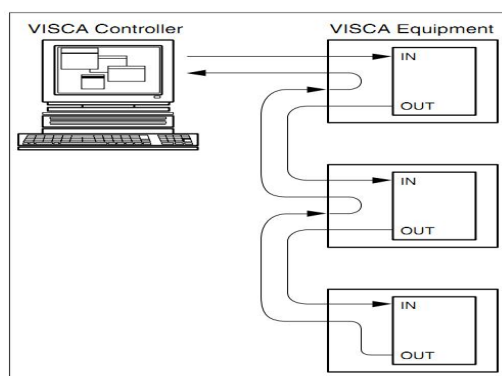 VISCA Controller
VISCA Equipment
IN
OUT
IN
OUT
IN
OUT